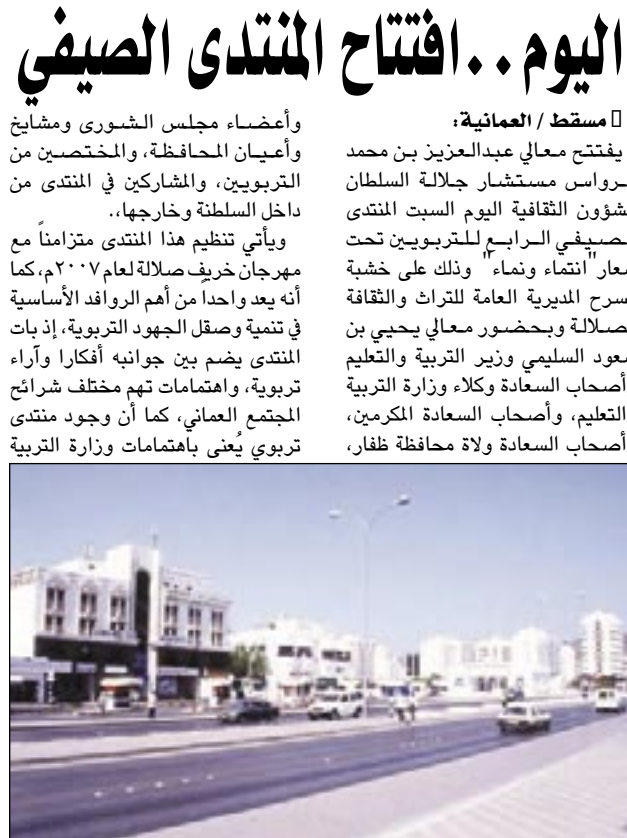 اليوم..افتتاح المنتدى الصيفي
مسقط / العمانية:
يفتتح معالي عبدالعزيز بن محمد
ـرواس مستشار جلالة السلطان
شؤون الثقافية اليوم السبت المنتدى
ـصيفي الرابع للتربويين تحت
ـعار"انتماء ونماء" وذلك على خشبة
ـسرح المديرية العامة للتراث والثقافة
ـصلالة وبحضور معالي يحيي بن
ـعود السليمي وزير التربية والتعليم
أصحاب السعادة وكلاء وزارة التربية
التعليم، وأصحاب السعادة المكرمين،
أصحاب السعادة ولاة محافظة ظفار،
وأعضاء مجلس الشورى ومشايخ
وأعيان المحافظة، والمختصين من
التربويين، والمشاركين في المنتدى من
داخل السلطنة وخارجها،.
ويأتي تنظيم هذا المنتدى متزامناً مع
مهرجان خريف صلالة لعام ٢٠٠٧م، كما
أنه يعد واحداً من أهم الروافد الأساسية
في تنمية وصقل الجهود التربوية، إذ بات
المنتدى يضم بين جوانبه أفكارا وآراء
تربوية، واهتمامات تهم مختلف شرائح
المجتمع العماني، كما أن وجود منتدى
تربوي يُعنى باهتمامات وزارة التربية